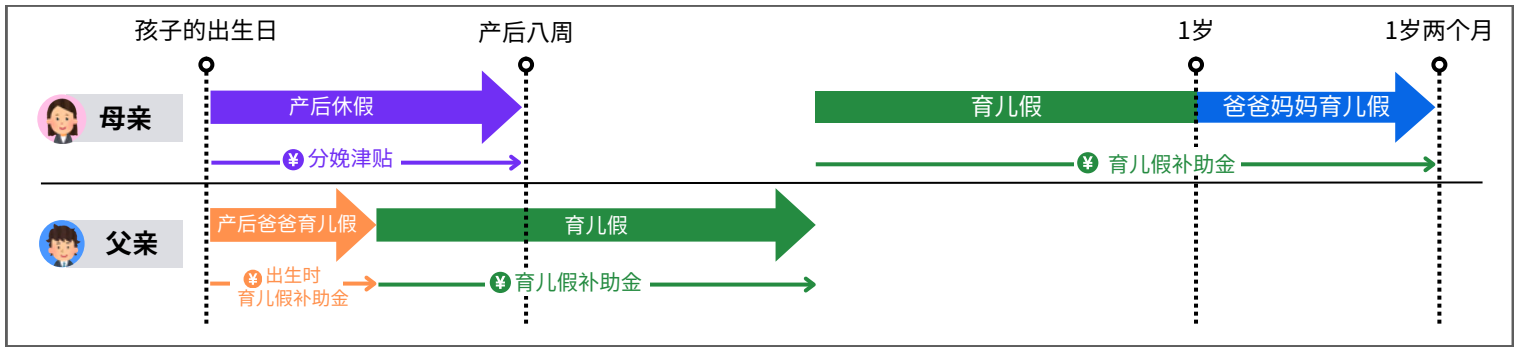 孩子的出生日
产后八周
1岁
1岁两个月
母亲
产后休假
育儿假
爸爸妈妈育儿假
¥ 分娩津贴
¥ 育儿假补助金
父亲
产后爸爸育儿假
育儿假
¥ 出生时
育儿假补助金
¥ 育儿假补助金